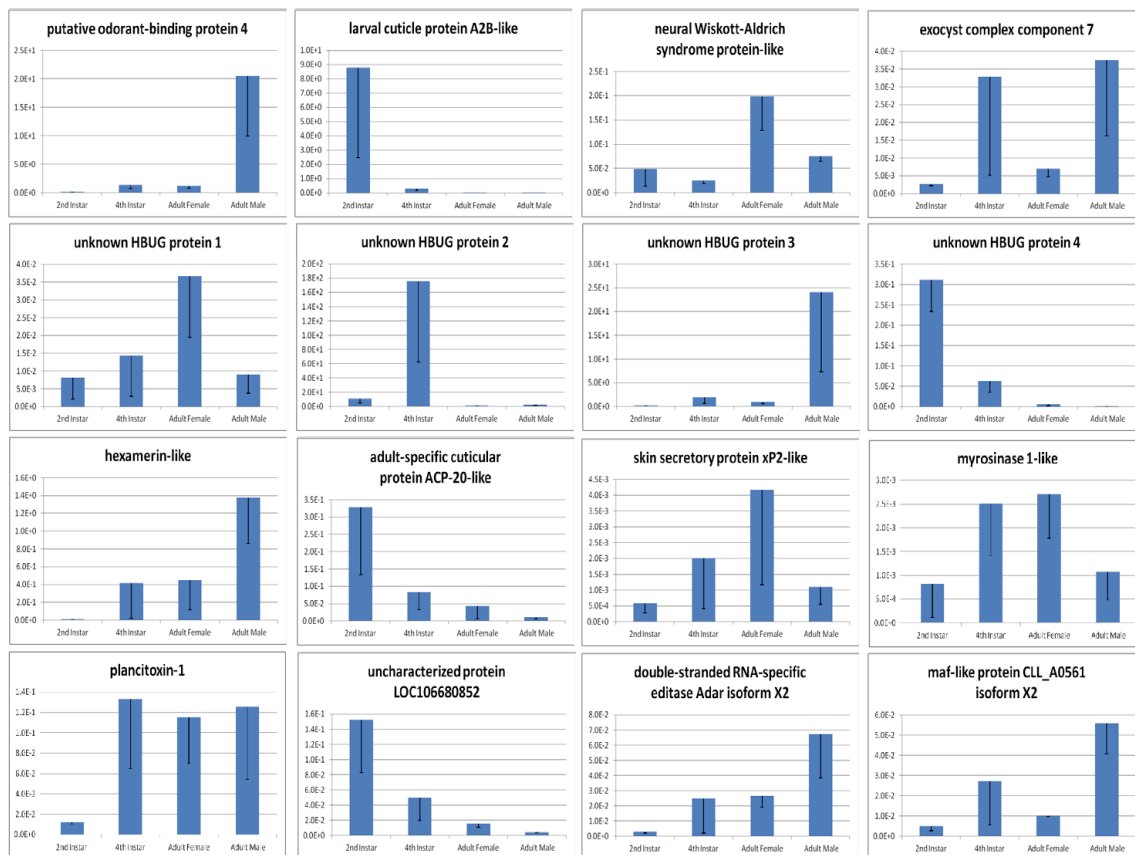 putative odorant-binding protein 4
2.5E+1
2.0E+1
1.5E+1
1.0E+1
5.0E+0
0.0E+0
2nd Instar 4th Instar Adult Female Adult Male
larval cuticle protein A2B-like
1.0E+1
9.0E+0
8.0E+0
7.0E+0
6.0E+0
5.0E+0
4.0E+0
3.0E+0
2.0E+0
1.0E+0
0.0E+0
2nd Instar 4th Instar Adult Female Adult Male
neural Wiskott-Aldrich
syndrome protein-like
2.5E-1
2.0E-1
1.5E-1
1.0E-1
5.0E-2
0.0E+0
2nd Instar 4th Instar Adult Female Adult Male
exocyst complex component 7
4.0E-2
3.5E-2
3.0E-2
2.5E-2
2.0E-2
1.5E-2
1.0E-2
5.0E-3
0.0E+0
2nd Instar 4th Instar Adult Female Adult Male
unknown HBUG protein 1
4.0E-2
3.5E-2
3.0E-2
2.5E-2
2.0E-2
1.5E-2
1.0E-2
5.0E-3
0.0E+0
2nd Instar 4th Instar Adult Female Adult Male
unknown HBUG protein 2
2.0E+2
1.8E+2
1.6E+2
1.4E+2
1.2E+2
1.0E+2
8.0E+1
6.0E+1
4.0E+1
2.0E+1
0.0E+0
2nd Instar 4th Instar Adult Female Adult Male
unknown HBUG protein 3
3.0E+1
2.5E+1
2.0E+1
1.5E+1
1.0E+1
5.0E+0
0.0E+0
2nd Instar 4th Instar Adult Female Adult Male
unknown HBUG protein 4
3.5E-1
3.0E-1
2.5E-1
2.0E-1
1.5E-1
1.0E-1
5.0E-2
0.0E+0
2nd Instar 4th Instar Adult Female Adult Male
hexamerin-like
1.6E+0
1.4E+0
1.2E+0
1.0E+0
8.0E-1
6.0E-1
4.0E-1
2.0E-1
0.0E+0
2nd Instar 4th Instar Adult Female Adult Male
adult-specific cuticular
protein ACP-20-like
3.5E-1
3.0E-1
2.5E-1
2.0E-1
1.5E-1
1.0E-1
5.0E-2
0.0E+0
2nd Instar 4th Instar Adult Female Adult Male
skin secretory protein xP2-like
4.5E-3
4.0E-3
3.5E-3
3.0E-3
2.5E-3
2.0E-3
1.5E-3
1.0E-3
5.0E-4
0.0E+0
2nd Instar 4th Instar Adult Female Adult Male
myrosinase 1-like
3.0E-3
2.5E-3
2.0E-3
1.5E-3
1.0E-3
5.0E-4
0.0E+0
2nd Instar 4th Instar Adult Female Adult Male
plancitoxin-1
1.4E-1
1.2E-1
1.0E-1
8.0E-2
6.0E-2
4.0E-2
2.0E-2
0.0E+0
2nd Instar 4th Instar Adult Female Adult Male
uncharacterized protein
LOC106680852
1.6E-1
1.4E-1
1.2E-1
1.0E-1
8.0E-2
6.0E-2
4.0E-2
2.0E-2
0.0E+0
2nd Instar 4th Instar Adult Female Adult Male
double-stranded RNA-specific
editase Adar isoform X2
8.0E-2
7.0E-2
6.0E-2
5.0E-2
4.0E-2
3.0E-2
2.0E-2
1.0E-2
0.0E+0
2nd Instar 4th Instar Adult Female Adult Male
maf-like protein CLL_A0561
isoform X2
6.0E-2
5.0E-2
4.0E-2
3.0E-2
2.0E-2
1.0E-2
0.0E+0
2nd Instar 4th Instar Adult Female Adult Male